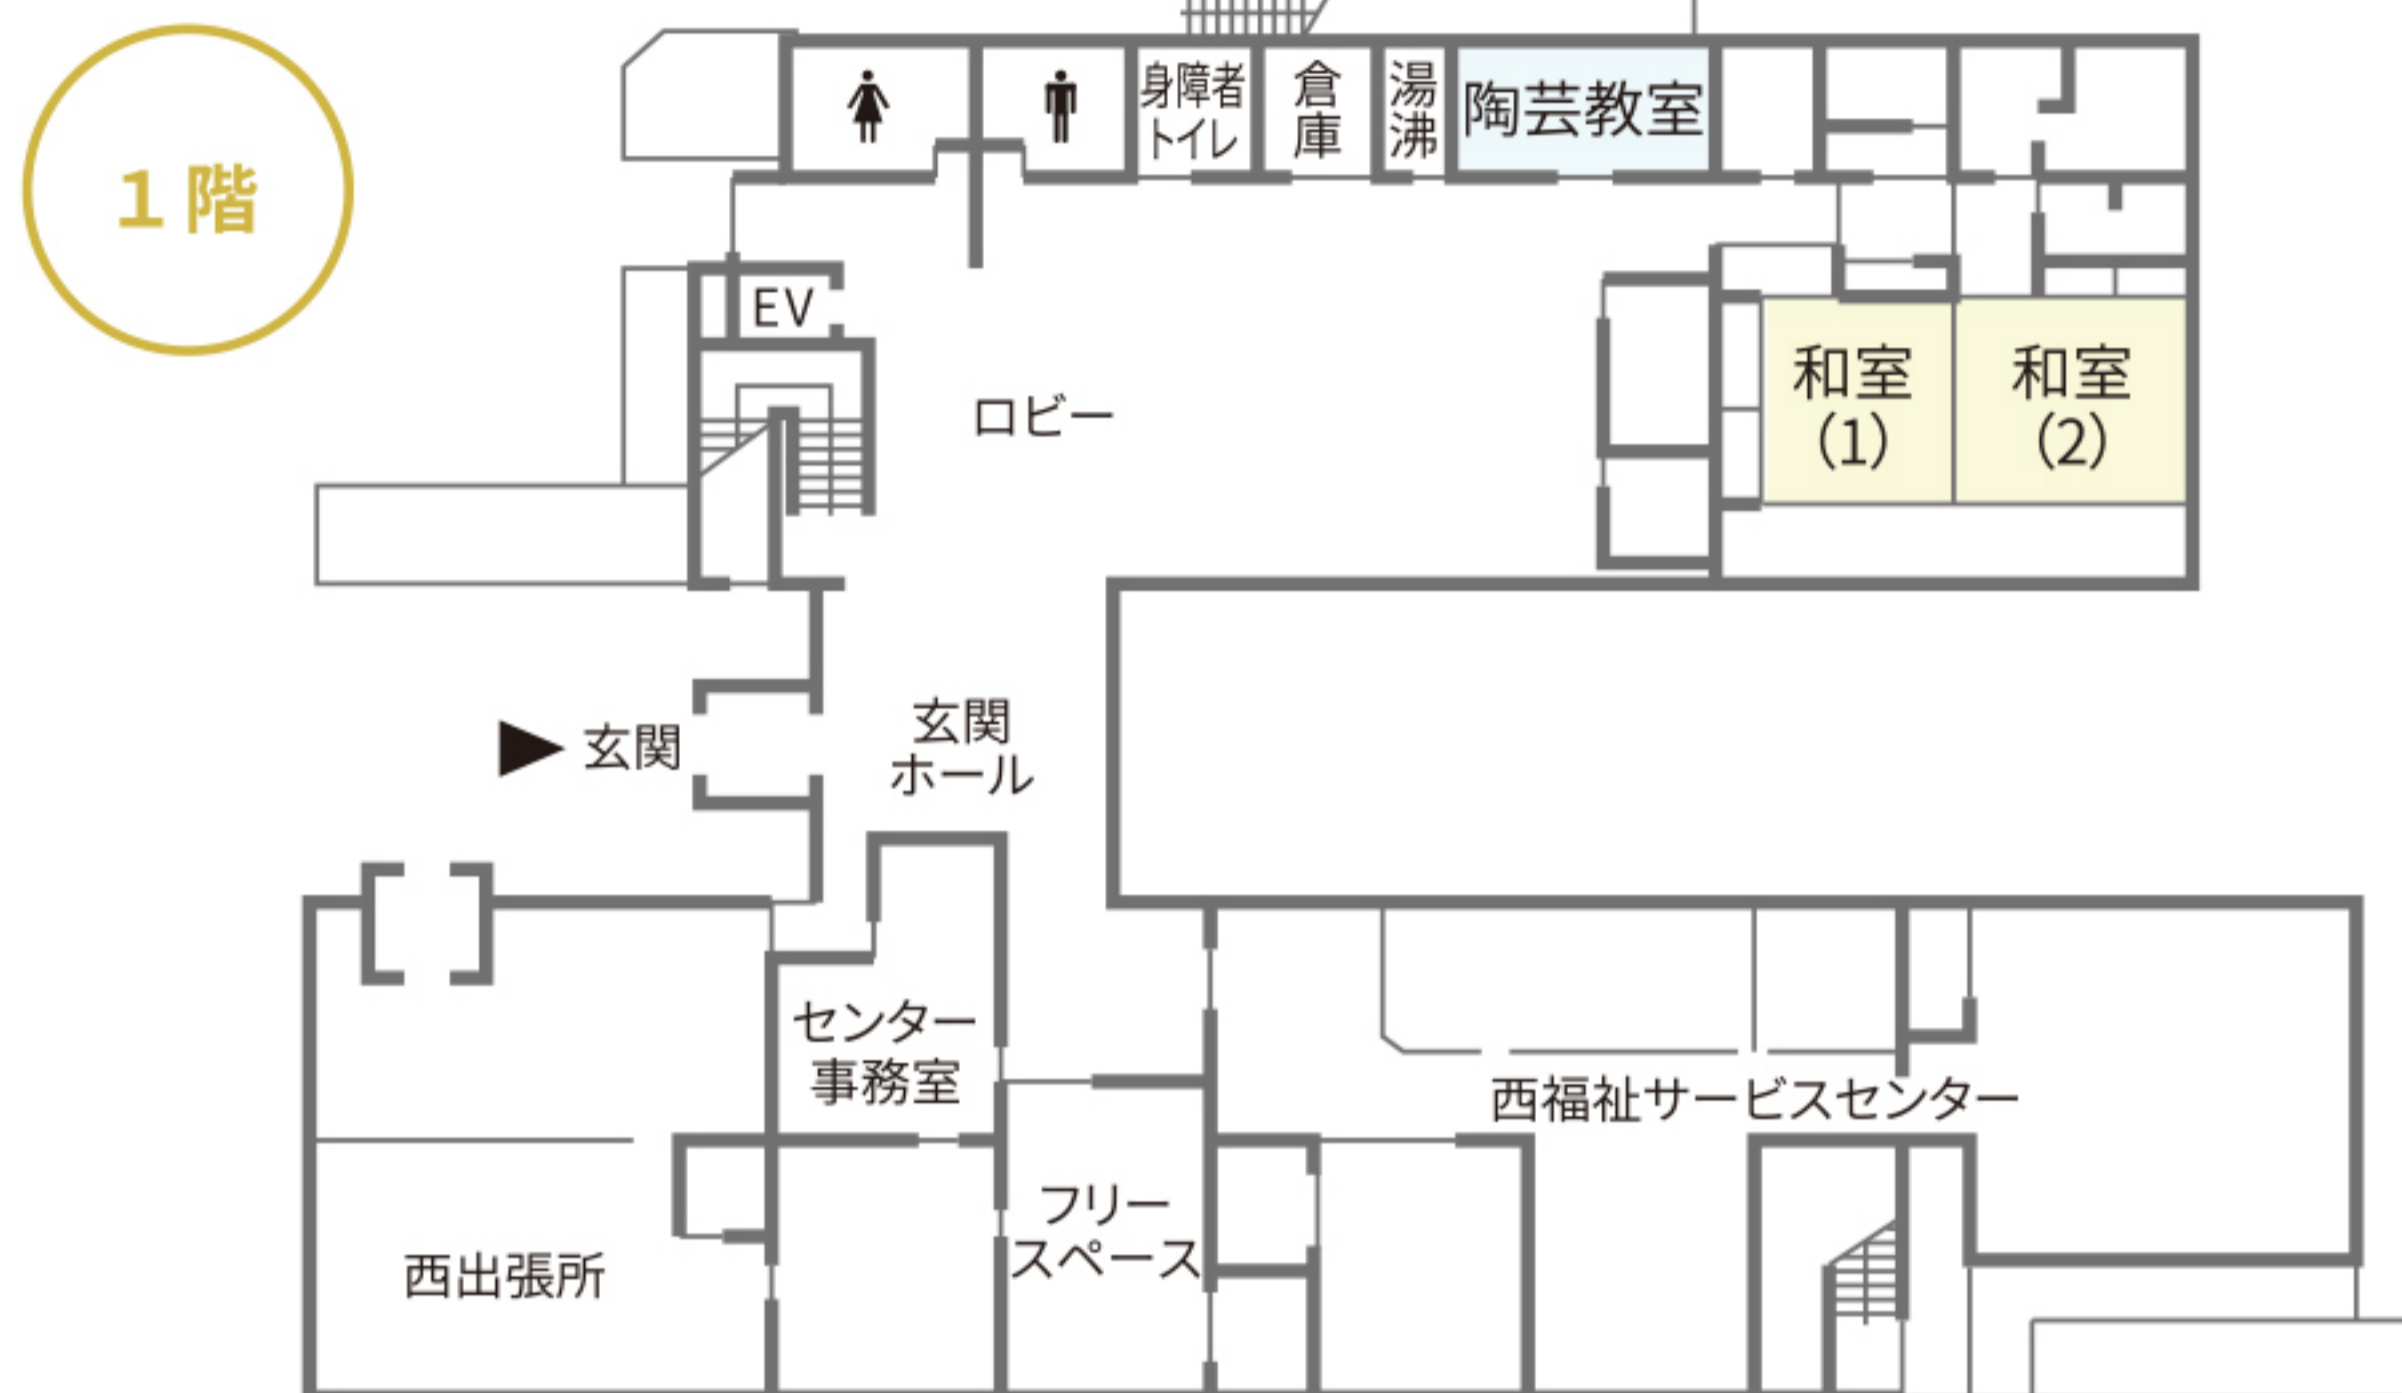 1階
身障者
トイレ
倉庫
湯沸
陶芸教室
EV
ロビー
和室
(1)
和室
(2)
玄関
玄関
ホール
センター
事務室
西福祉サービスセンター
フリー
スペース
西出張所